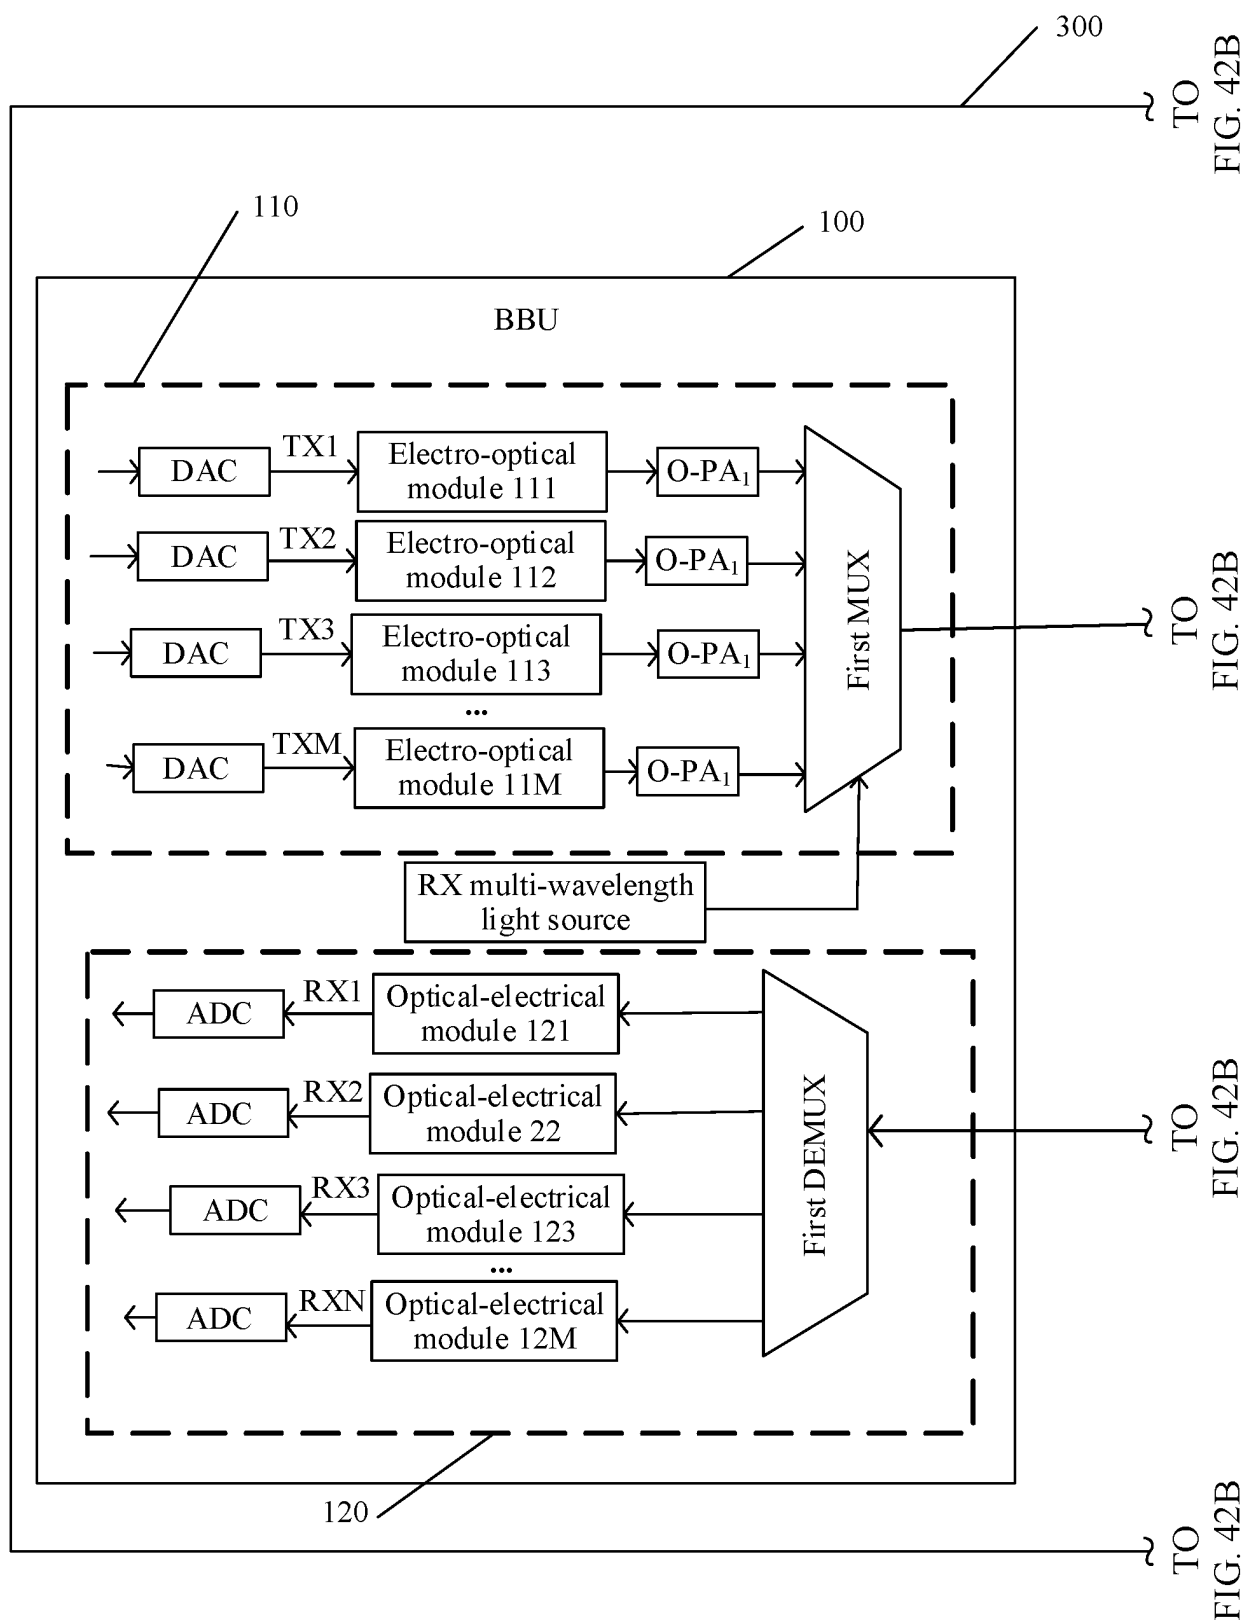 300
TO
FIG. 42B
110
100
BBU
DAC
TX1
Electro-optical
module 111
O-PA₁
DAC
TX2
Electro-optical
module 112
O-PA₁
DAC
TX3
Electro-optical
module 113
O-PA₁
...
DAC
TXM
Electro-optical
module 11M
O-PA₁
First MUX
TO
FIG. 42B
RX multi-wavelength
light source
ADC
RX1
Optical-electrical
module 121
ADC
RX2
Optical-electrical
module 22
ADC
RX3
Optical-electrical
module 123
...
ADC
RXN
Optical-electrical
module 12M
First DEMUX
TO
FIG. 42B
120
TO
FIG. 42B